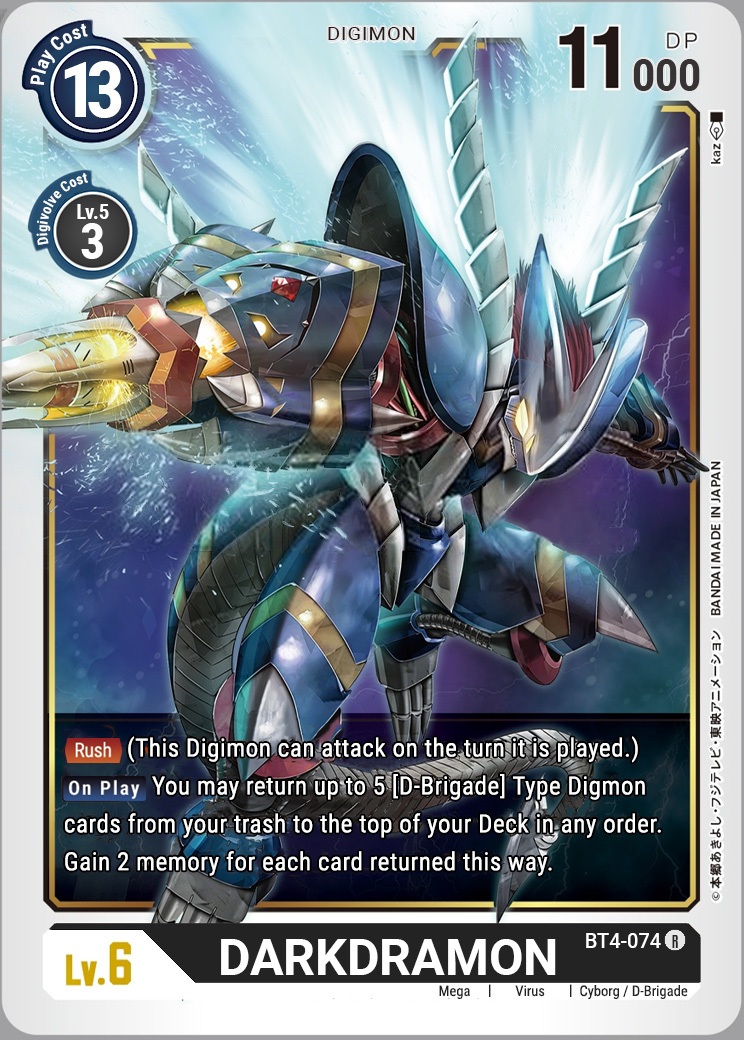 DIGIMON
Play Cost
13
11000
DP
Digivolve Cost
Lv.5
3
kaz
Rush (This Digimon can attack on the turn it is played.)
On Play You may return up to 5 [D-Brigade] Type Digmon
cards from your trash to the top of your Deck in any order.
Gain 2 memory for each card returned this way.
©本郷あきよし・フジテレビ・東映アニメーション BANDAI MADE IN JAPAN
Lv.6
DARKDRAMON
BT4-074 R
Mega | Virus | Cyborg / D-Brigade